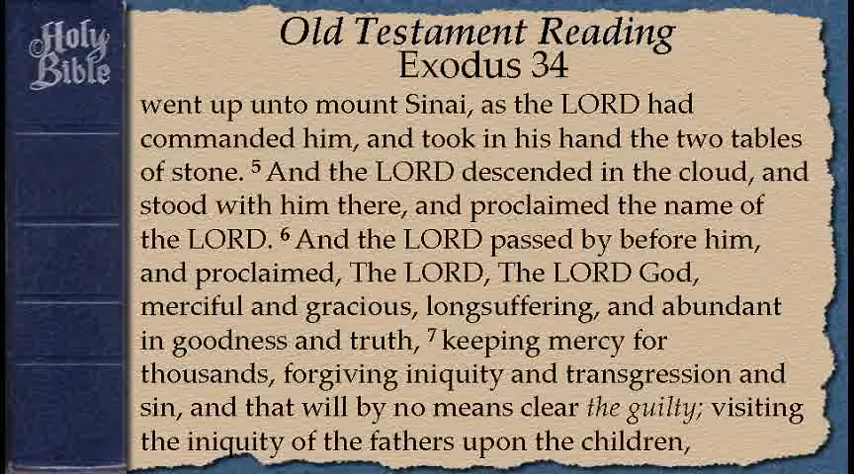 Holy
Bible
Old Testament Reading
Exodus 34
went up unto mount Sinai, as the LORD had
commanded him, and took in his hand the two tables
of stone. ⁵ And the LORD descended in the cloud, and
stood with him there, and proclaimed the name of
the LORD. ⁶ And the LORD passed by before him,
and proclaimed, The LORD, The LORD God,
merciful and gracious, longsuffering, and abundant
in goodness and truth, ⁷ keeping mercy for
thousands, forgiving iniquity and transgression and
sin, and that will by no means clear the guilty; visiting
the iniquity of the fathers upon the children,